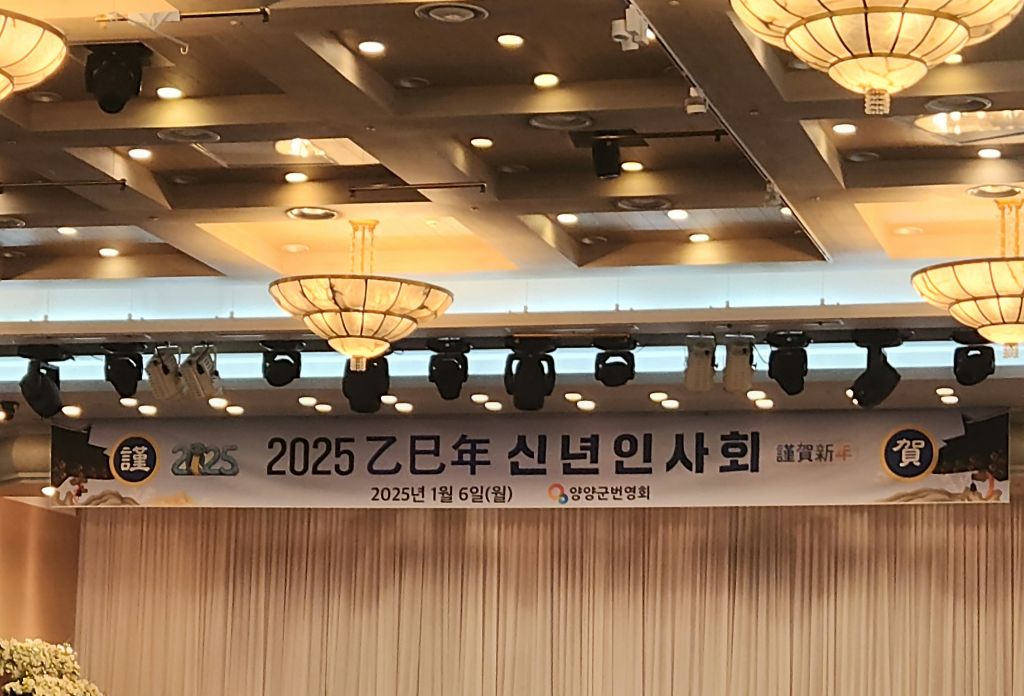 謹 2025 2025 乙巳年 신년인사회 謹賀新年 賀
2025년 1월 6일(월) 양양군번영회